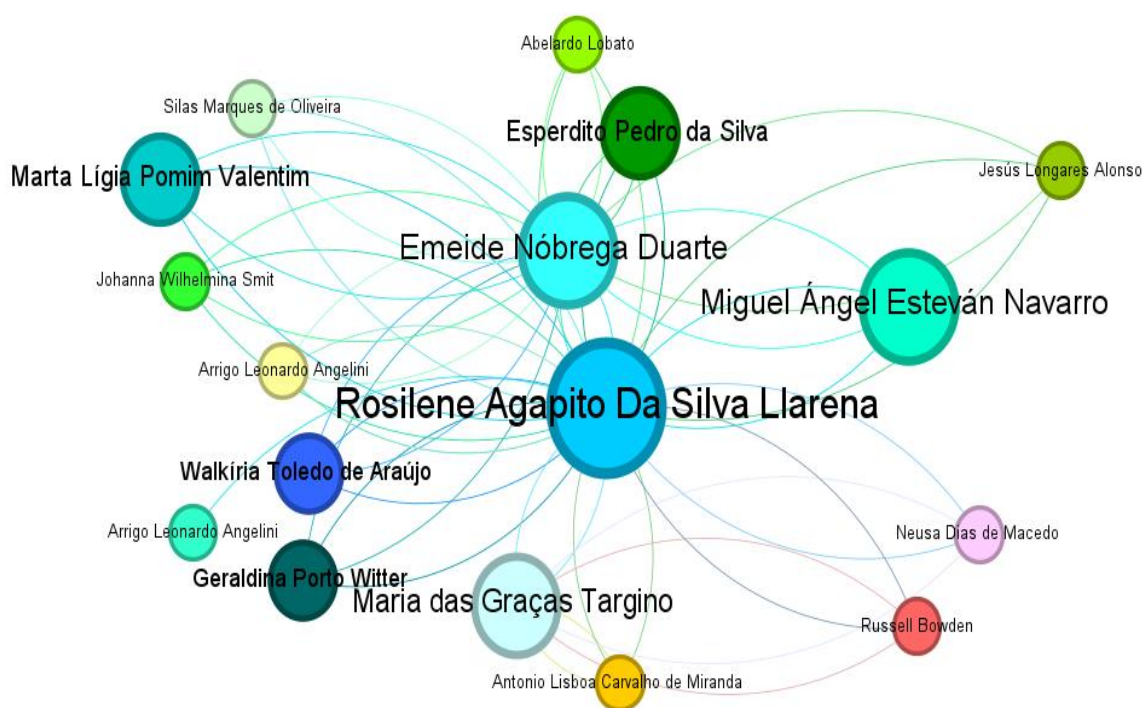 Abelardo Lobato
Silas Marques de Oliveira
Esperdito Pedro da Silva
Marta Lígia Pomim Valentim
Jesús Longares Alonso
Emeide Nóbrega Duarte
Johanna Wilhelmina Smit
Miguel Ángel Esteván Navarro
Arrigo Leonardo Angelini
Rosilene Agapito Da Silva Llarena
Walkíria Toledo de Araújo
Arrigo Leonardo Angelini
Neusa Dias de Macedo
Geraldina Porto Witter
Maria das Graças Targino
Russell Bowden
Antonio Lisboa Carvalho de Miranda